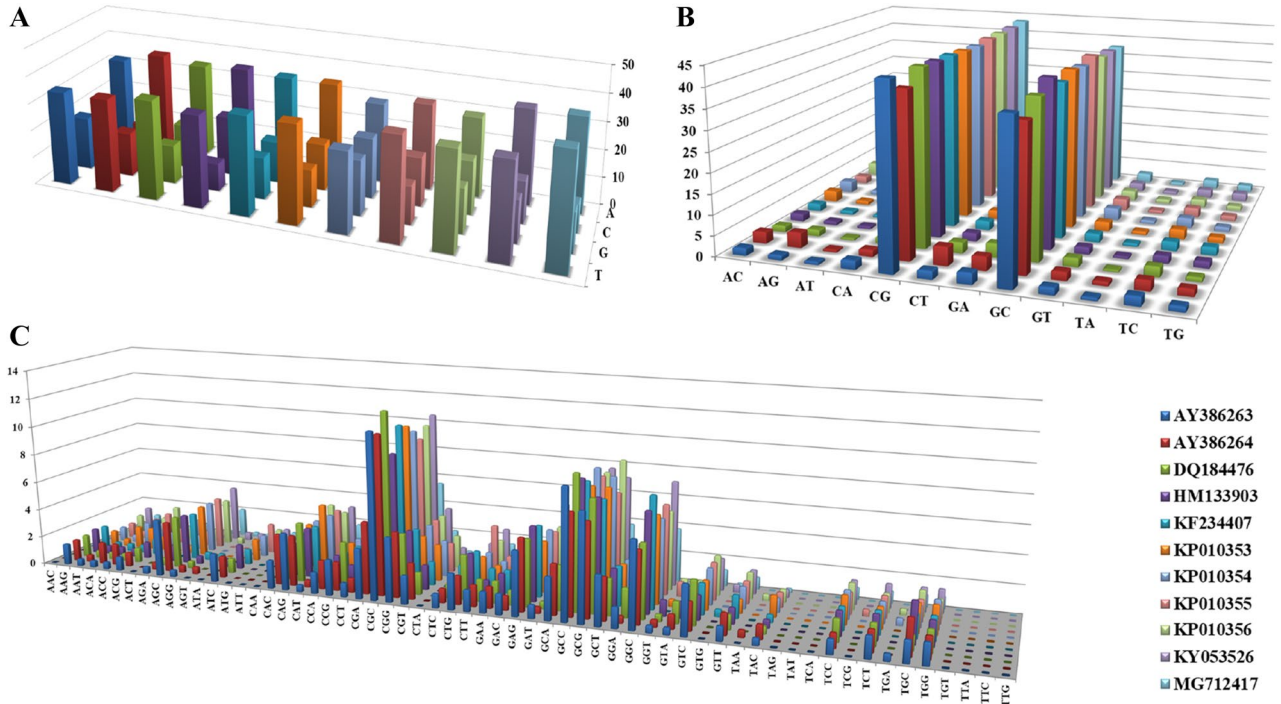 A
50
40
30
20
10
0
A
C
G
T
B
45
40
35
30
25
20
15
10
5
0
AC AG AT CA CG CT GA GC GT TA TC TG
C
14
12
10
8
6
4
2
0
AAC AAG AAT ACA ACC ACG ACT AGA AGC AGG AGT ATA ATC ATG ATT CAA CAC CAG CAT CCA CCG CCT CGA CGC CGG CGT CTA CTC CTG CTT GAA GAC GAG GAT GCA GCC GCG GCT GGA GGC GGT GTA GTC GTG GTT TAA TAC TAG TAT TCA TCC TCG TCT TGA TGC TGG TGT TTA TTC TTG
AY386263
AY386264
DQ184476
HM133903
KF234407
KP010353
KP010354
KP010355
KP010356
KY053526
MG712417